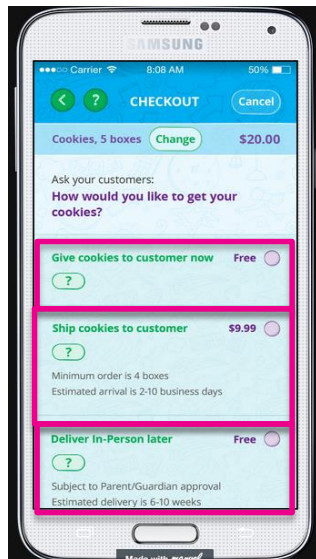 SAMSUNG
Carrier 8:08 AM 50%
< ? CHECKOUT Cancel
Cookies, 5 boxes Change $20.00
Ask your customers:
How would you like to get your
cookies?
Give cookies to customer now Free
?
Ship cookies to customer $9.99
?
Minimum order is 4 boxes
Estimated arrival is 2-10 business days
Deliver In-Person later Free
?
Subject to Parent/Guardian approval
Estimated delivery is 6-10 weeks
Made with marvel